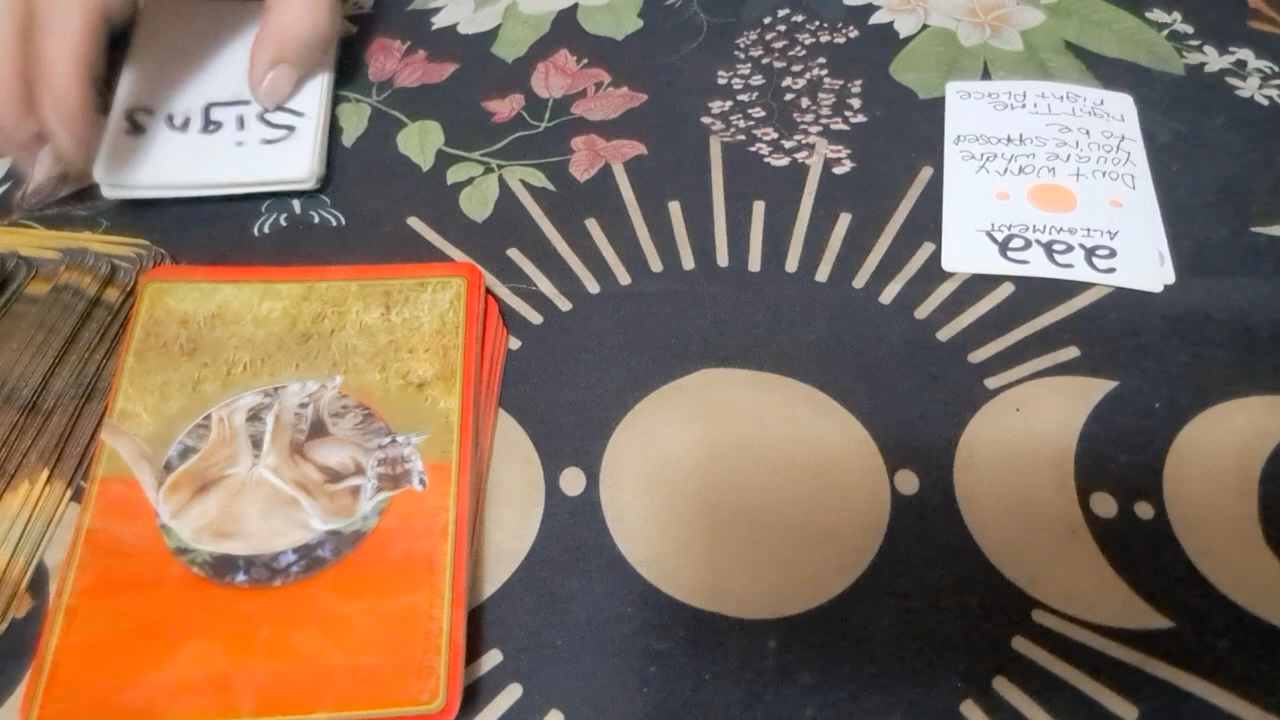 Signs
222
ALIGNMENT
Don't worry
you are where
you're supposed
to be
right Time
right Place